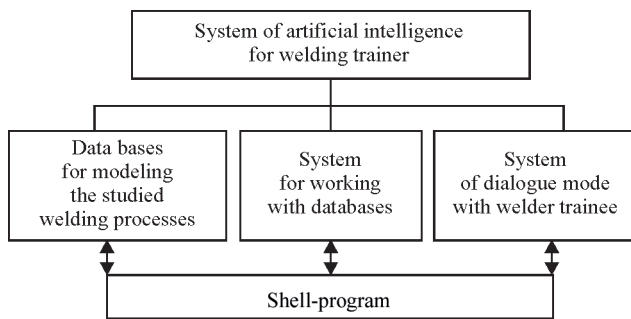 System of artificial intelligence
for welding trainer
Data bases
for modeling
the studied
welding processes
System
for working
with databases
System
of dialogue mode
with welder trainee
Shell-program